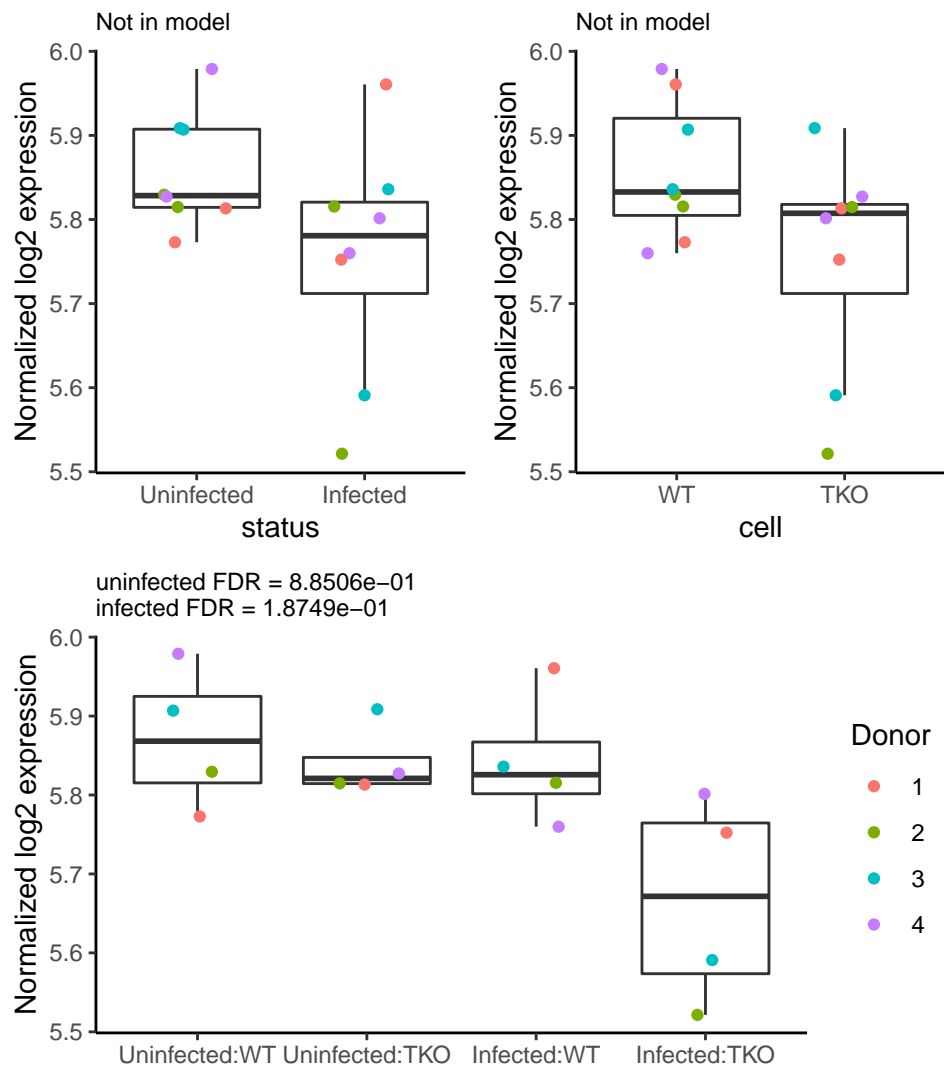 Not in model
Normalized log2 expression
6.0
5.9
5.8
5.7
5.6
5.5
Uninfected Infected
status
Not in model
Normalized log2 expression
6.0
5.9
5.8
5.7
5.6
5.5
WT TKO
cell
uninfected FDR = 8.8506e−01
infected FDR = 1.8749e−01
Normalized log2 expression
6.0
5.9
5.8
5.7
5.6
5.5
Uninfected:WT Uninfected:TKO Infected:WT Infected:TKO
Donor
1
2
3
4